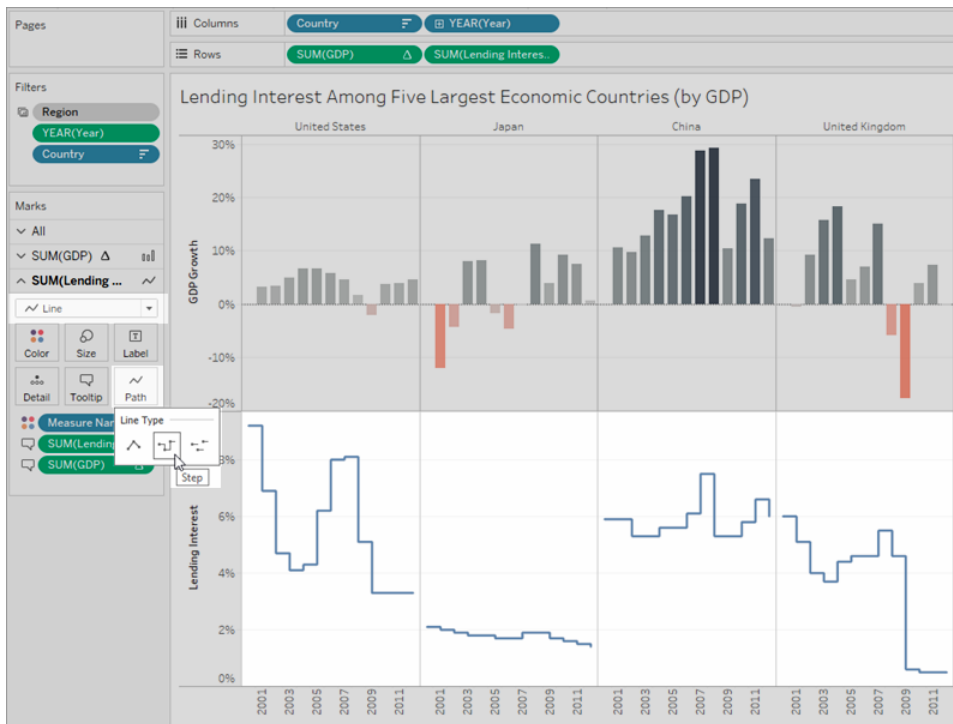 Pages
Columns
Country
YEAR(Year)
Rows
SUM(GDP)
SUM(Lending Interes..
Filters
Region
YEAR(Year)
Country
Marks
All
SUM(GDP)
SUM(Lending ...
Line
Color
Size
Label
Detail
Tooltip
Path
Measure Nar
SUM(Lending
SUM(GDP)
Line Type
Step
Lending Interest Among Five Largest Economic Countries (by GDP)
United States
Japan
China
United Kingdom
GDP Growth
30%
20%
10%
0%
-10%
-20%
Lending Interest
8%
6%
4%
2%
0%
2001 2003 2005 2007 2009 2011
2001 2003 2005 2007 2009 2011
2001 2003 2005 2007 2009 2011
2001 2003 2005 2007 2009 2011